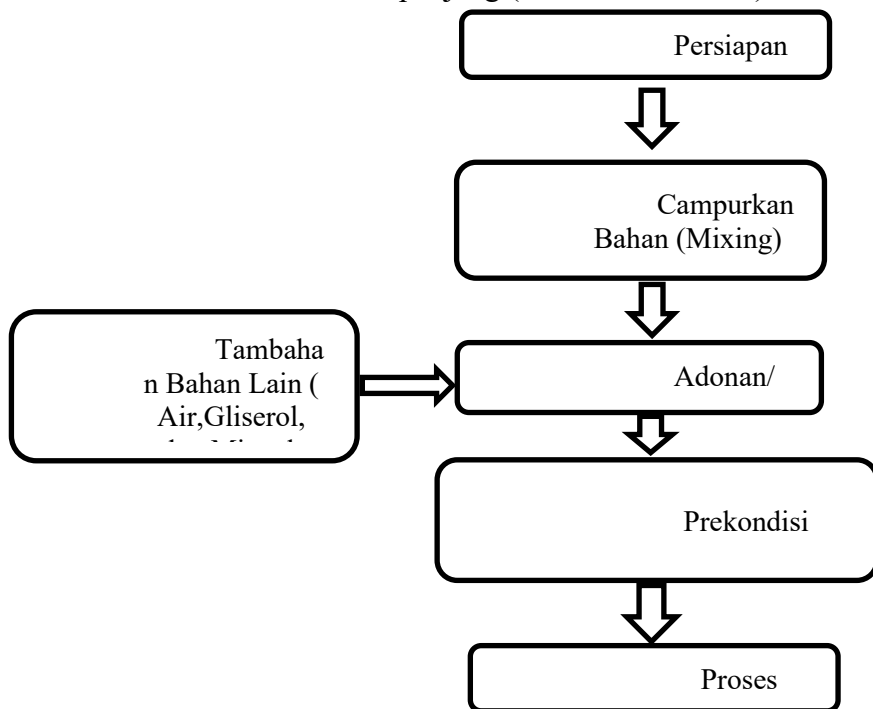 Persiapan
Campurkan
Bahan (Mixing)
Tambaha
n Bahan Lain (
Air,Gliserol,
Adonan/
Prekondisi
Proses